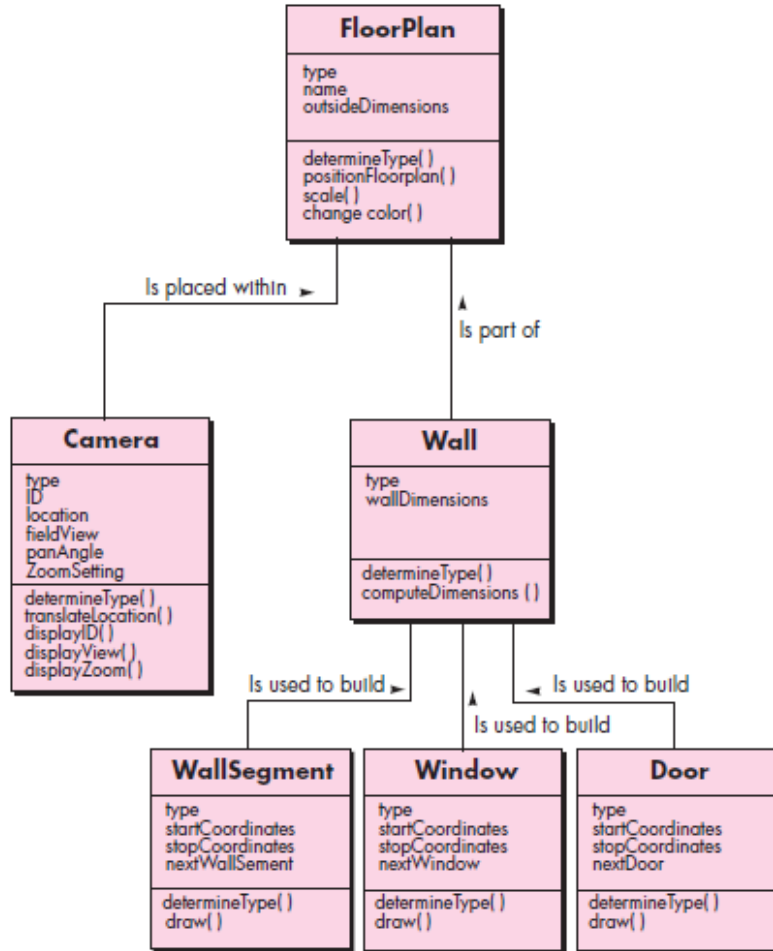 FloorPlan
type
name
outsideDimensions
determineType( )
positionFloorplan( )
scale( )
change color( )
Is placed within
Is part of
Camera
type
ID
location
fieldView
panAngle
ZoomSetting
determineType( )
translateLocation( )
displayID( )
displayView( )
displayZoom( )
Wall
type
wallDimensions
determineType( )
computeDimensions ( )
Is used to build
Is used to build
Is used to build
WallSegment
type
startCoordinates
stopCoordinates
nextWallSement
determineType( )
draw( )
Window
type
startCoordinates
stopCoordinates
nextWindow
determineType( )
draw( )
Door
type
startCoordinates
stopCoordinates
nextDoor
determineType( )
draw( )